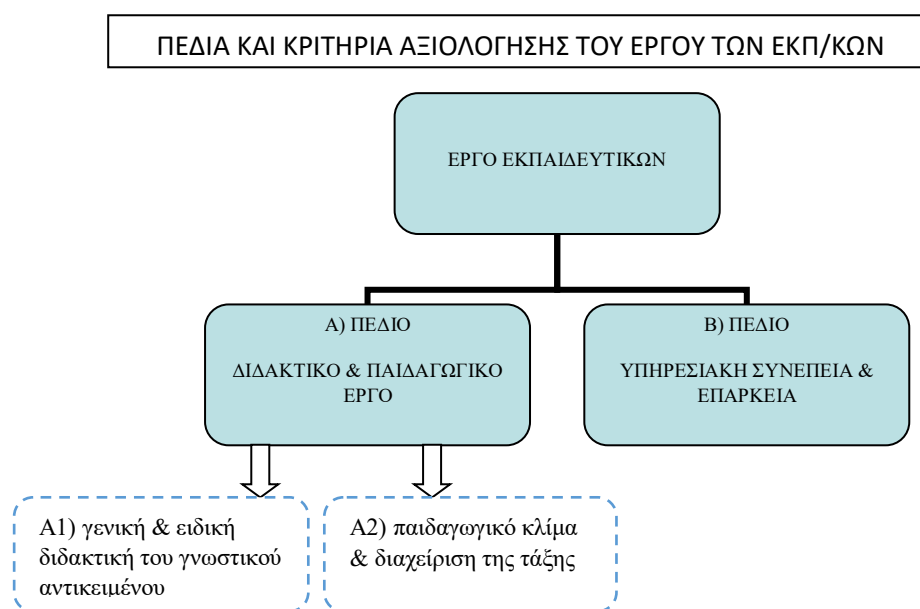 ΠΕΔΙΑ ΚΑΙ ΚΡΙΤΗΡΙΑ ΑΞΙΟΛΟΓΗΣΗΣ ΤΟΥ ΕΡΓΟΥ ΤΩΝ ΕΚΠ/ΚΩΝ
ΕΡΓΟ ΕΚΠΑΙΔΕΥΤΙΚΩΝ
Α) ΠΕΔΙΟ
ΔΙΔΑΚΤΙΚΟ & ΠΑΙΔΑΓΩΓΙΚΟ
ΕΡΓΟ
Β) ΠΕΔΙΟ
ΥΠΗΡΕΣΙΑΚΗ ΣΥΝΕΠΕΙΑ &
ΕΠΑΡΚΕΙΑ
Α1) γενική & ειδική
διδακτική του γνωστικού
αντικειμένου
Α2) παιδαγωγικό κλίμα
& διαχείριση της τάξης